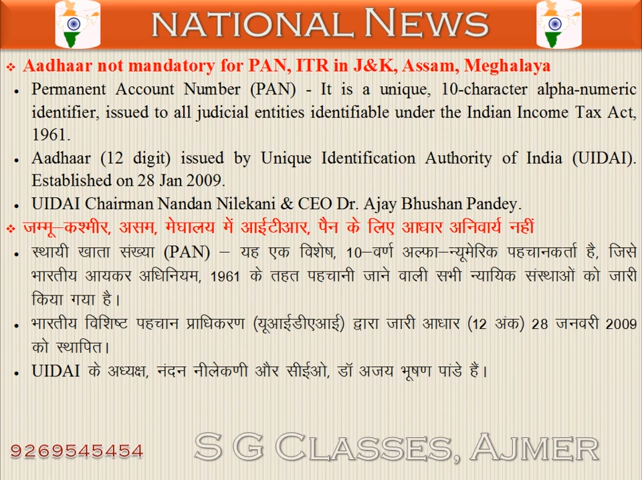 NATIONAL NEWS
❖ Aadhaar not mandatory for PAN, ITR in J&K, Assam, Meghalaya
• Permanent Account Number (PAN) - It is a unique, 10-character alpha-numeric
identifier, issued to all judicial entities identifiable under the Indian Income Tax Act,
1961.
• Aadhaar (12 digit) issued by Unique Identification Authority of India (UIDAI).
Established on 28 Jan 2009.
• UIDAI Chairman Nandan Nilekani & CEO Dr. Ajay Bhushan Pandey.
❖ जम्मू–कश्मीर, असम, मेघालय में आईटीआर, पैन के लिए आधार अनिवार्य नहीं
• स्थायी खाता संख्या (PAN) – यह एक विशेष, 10–वर्ण अल्फा–न्यूमेरिक पहचानकर्ता है, जिसे
भारतीय आयकर अधिनियम, 1961 के तहत पहचानी जाने वाली सभी न्यायिक संस्थाओं को जारी
किया गया है।
• भारतीय विशिष्ट पहचान प्राधिकरण (यूआईडीएआई) द्वारा जारी आधार (12 अंक) 28 जनवरी 2009
को स्थापित।
• UIDAI के अध्यक्ष, नंदन नीलेकणी और सीईओ, डॉ अजय भूषण पांडे हैं।
9269545454 S G CLASSES, AJMER